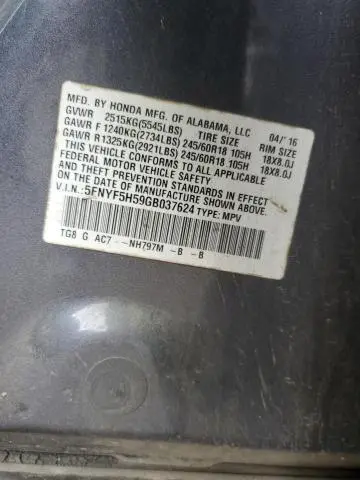 MFD. BY HONDA MFG. OF ALABAMA, LLC 04/'16
GVWR 2515KG(5545LBS) TIRE SIZE RIM SIZE
GAWR F 1240KG(2734LBS) 245/60R18 105H 18X8.0J
GAWR R1325KG(2921LBS) 245/60R18 105H 18X8.0J
THIS VEHICLE CONFORMS TO ALL APPLICABLE
FEDERAL MOTOR VEHICLE SAFETY
AND THEFT PREVENTION STANDARDS IN EFFECT
ON THE DATE OF MANUFACTURE SHOWN ABOVE.
V.I.N.: 5FNYF5H59GB037624 TYPE: MPV
TG8 G AC7 --NH797M -B -B